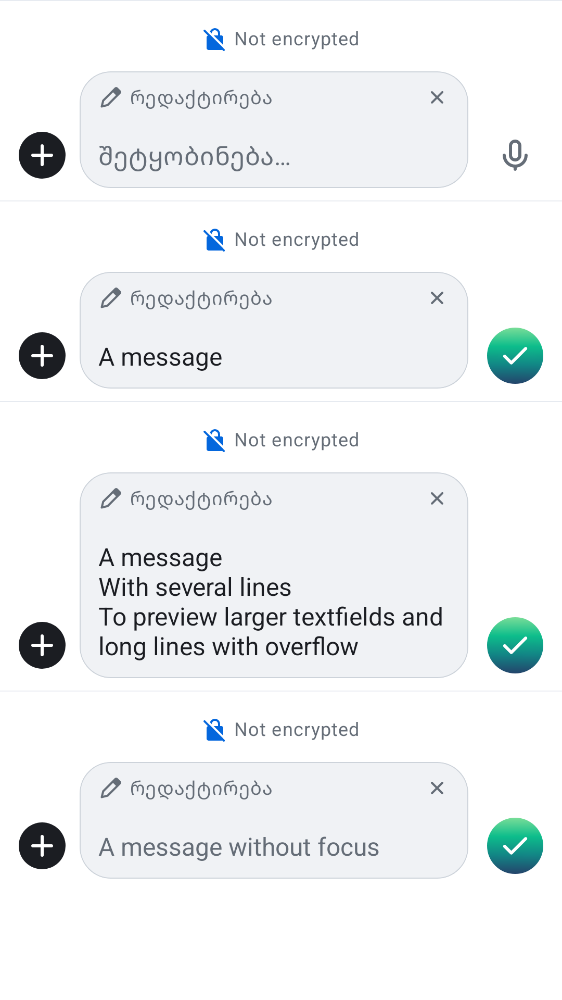 Not encrypted
რედაქტირება
შეტყობინება…
Not encrypted
რედაქტირება
A message
Not encrypted
რედაქტირება
A message
With several lines
To preview larger textfields and
long lines with overflow
Not encrypted
რედაქტირება
A message without focus